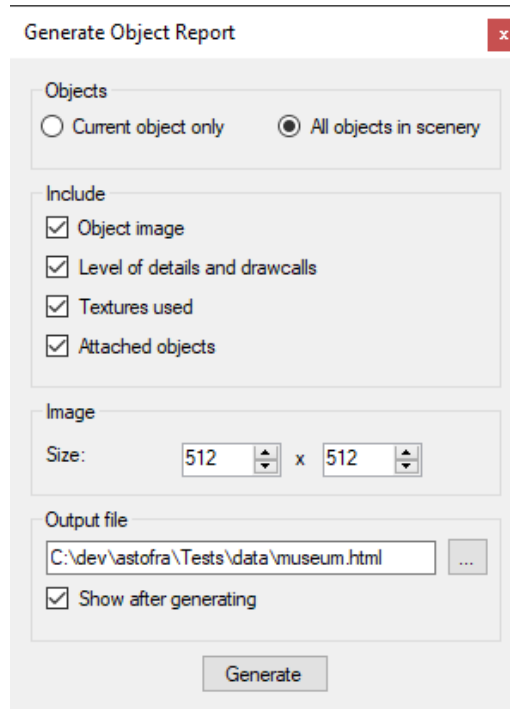 Generate Object Report x
Objects
Current object only All objects in scenery
Include
Object image
Level of details and drawcalls
Textures used
Attached objects
Image
Size: 512 x 512
Output file
C:\dev\astofra\Tests\data\museum.html ...
Show after generating
Generate